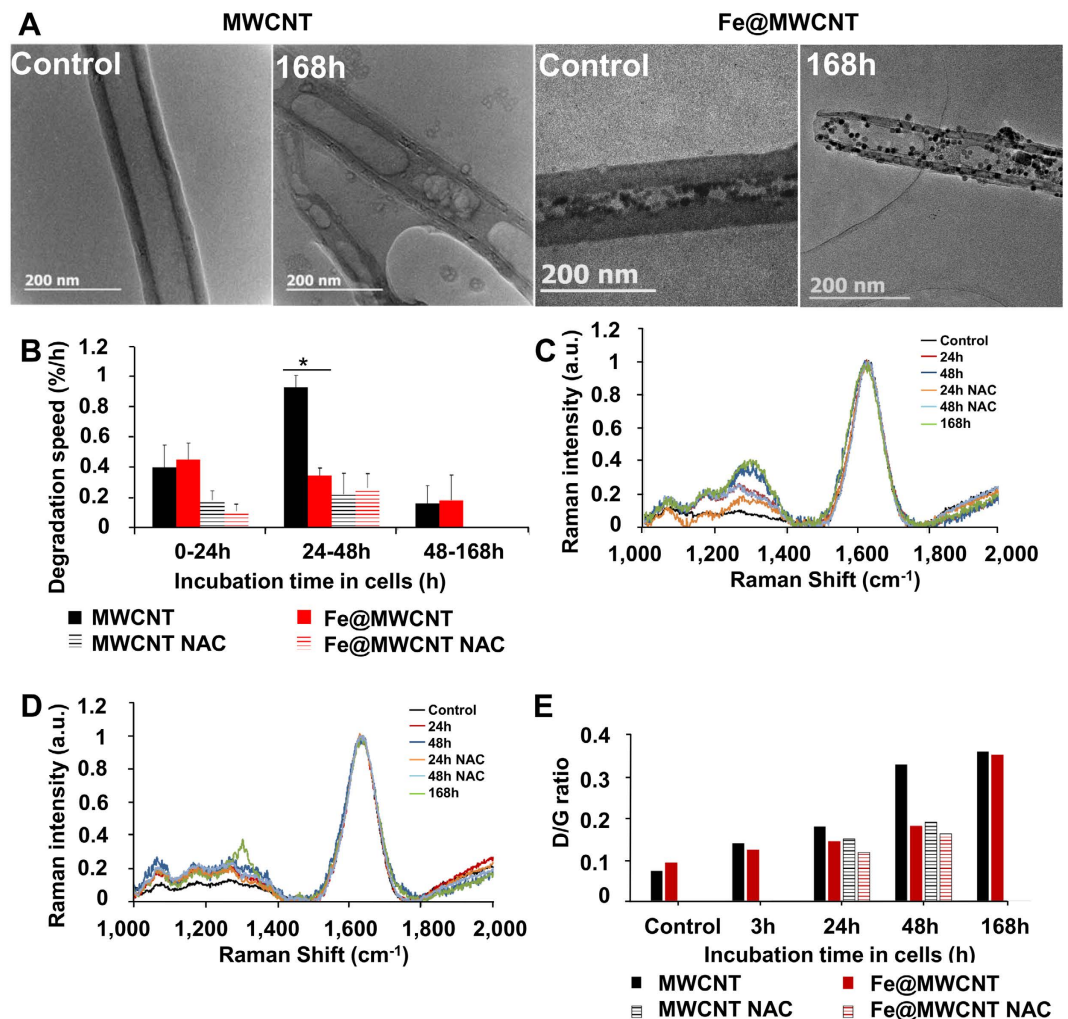 A
MWCNT
Fe@MWCNT
Control
168h
Control
168h
200 nm
200 nm
200 nm
200 nm
B
Degradation speed (%/h)
1.2
1
0.8
0.6
0.4
0.2
0
*
0-24h
24-48h
48-168h
Incubation time in cells (h)
MWCNT
Fe@MWCNT
MWCNT NAC
Fe@MWCNT NAC
C
Raman intensity (a.u.)
1.2
1
0.8
0.6
0.4
0.2
0
Control
24h
48h
24h NAC
48h NAC
168h
1,000
1,200
1,400
1,600
1,800
2,000
Raman Shift (cm⁻¹)
D
Raman intensity (a.u.)
1.2
1
0.8
0.6
0.4
0.2
0
Control
24h
48h
24h NAC
48h NAC
168h
1,000
1,200
1,400
1,600
1,800
2,000
Raman Shift (cm⁻¹)
E
D/G ratio
0.4
0.3
0.2
0.1
0
Control
3h
24h
48h
168h
Incubation time in cells (h)
MWCNT
Fe@MWCNT
MWCNT NAC
Fe@MWCNT NAC